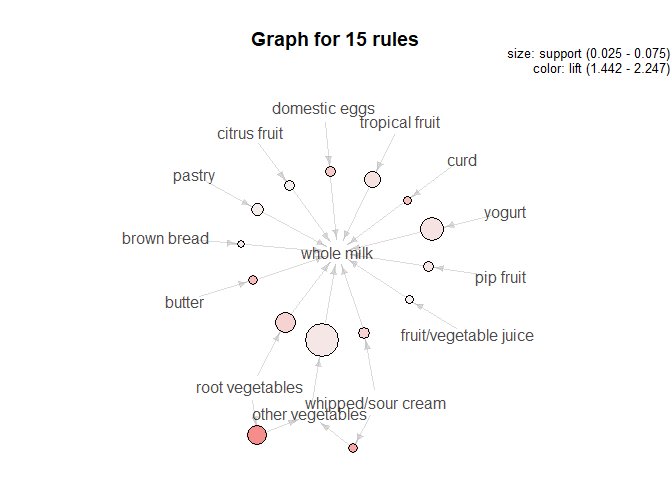 Graph for 15 rules
size: support (0.025 - 0.075)
color: lift (1.442 - 2.247)
domestic eggs
tropical fruit
citrus fruit
curd
pastry
yogurt
brown bread
whole milk
pip fruit
butter
fruit/vegetable juice
root vegetables
whipped/sour cream
other vegetables